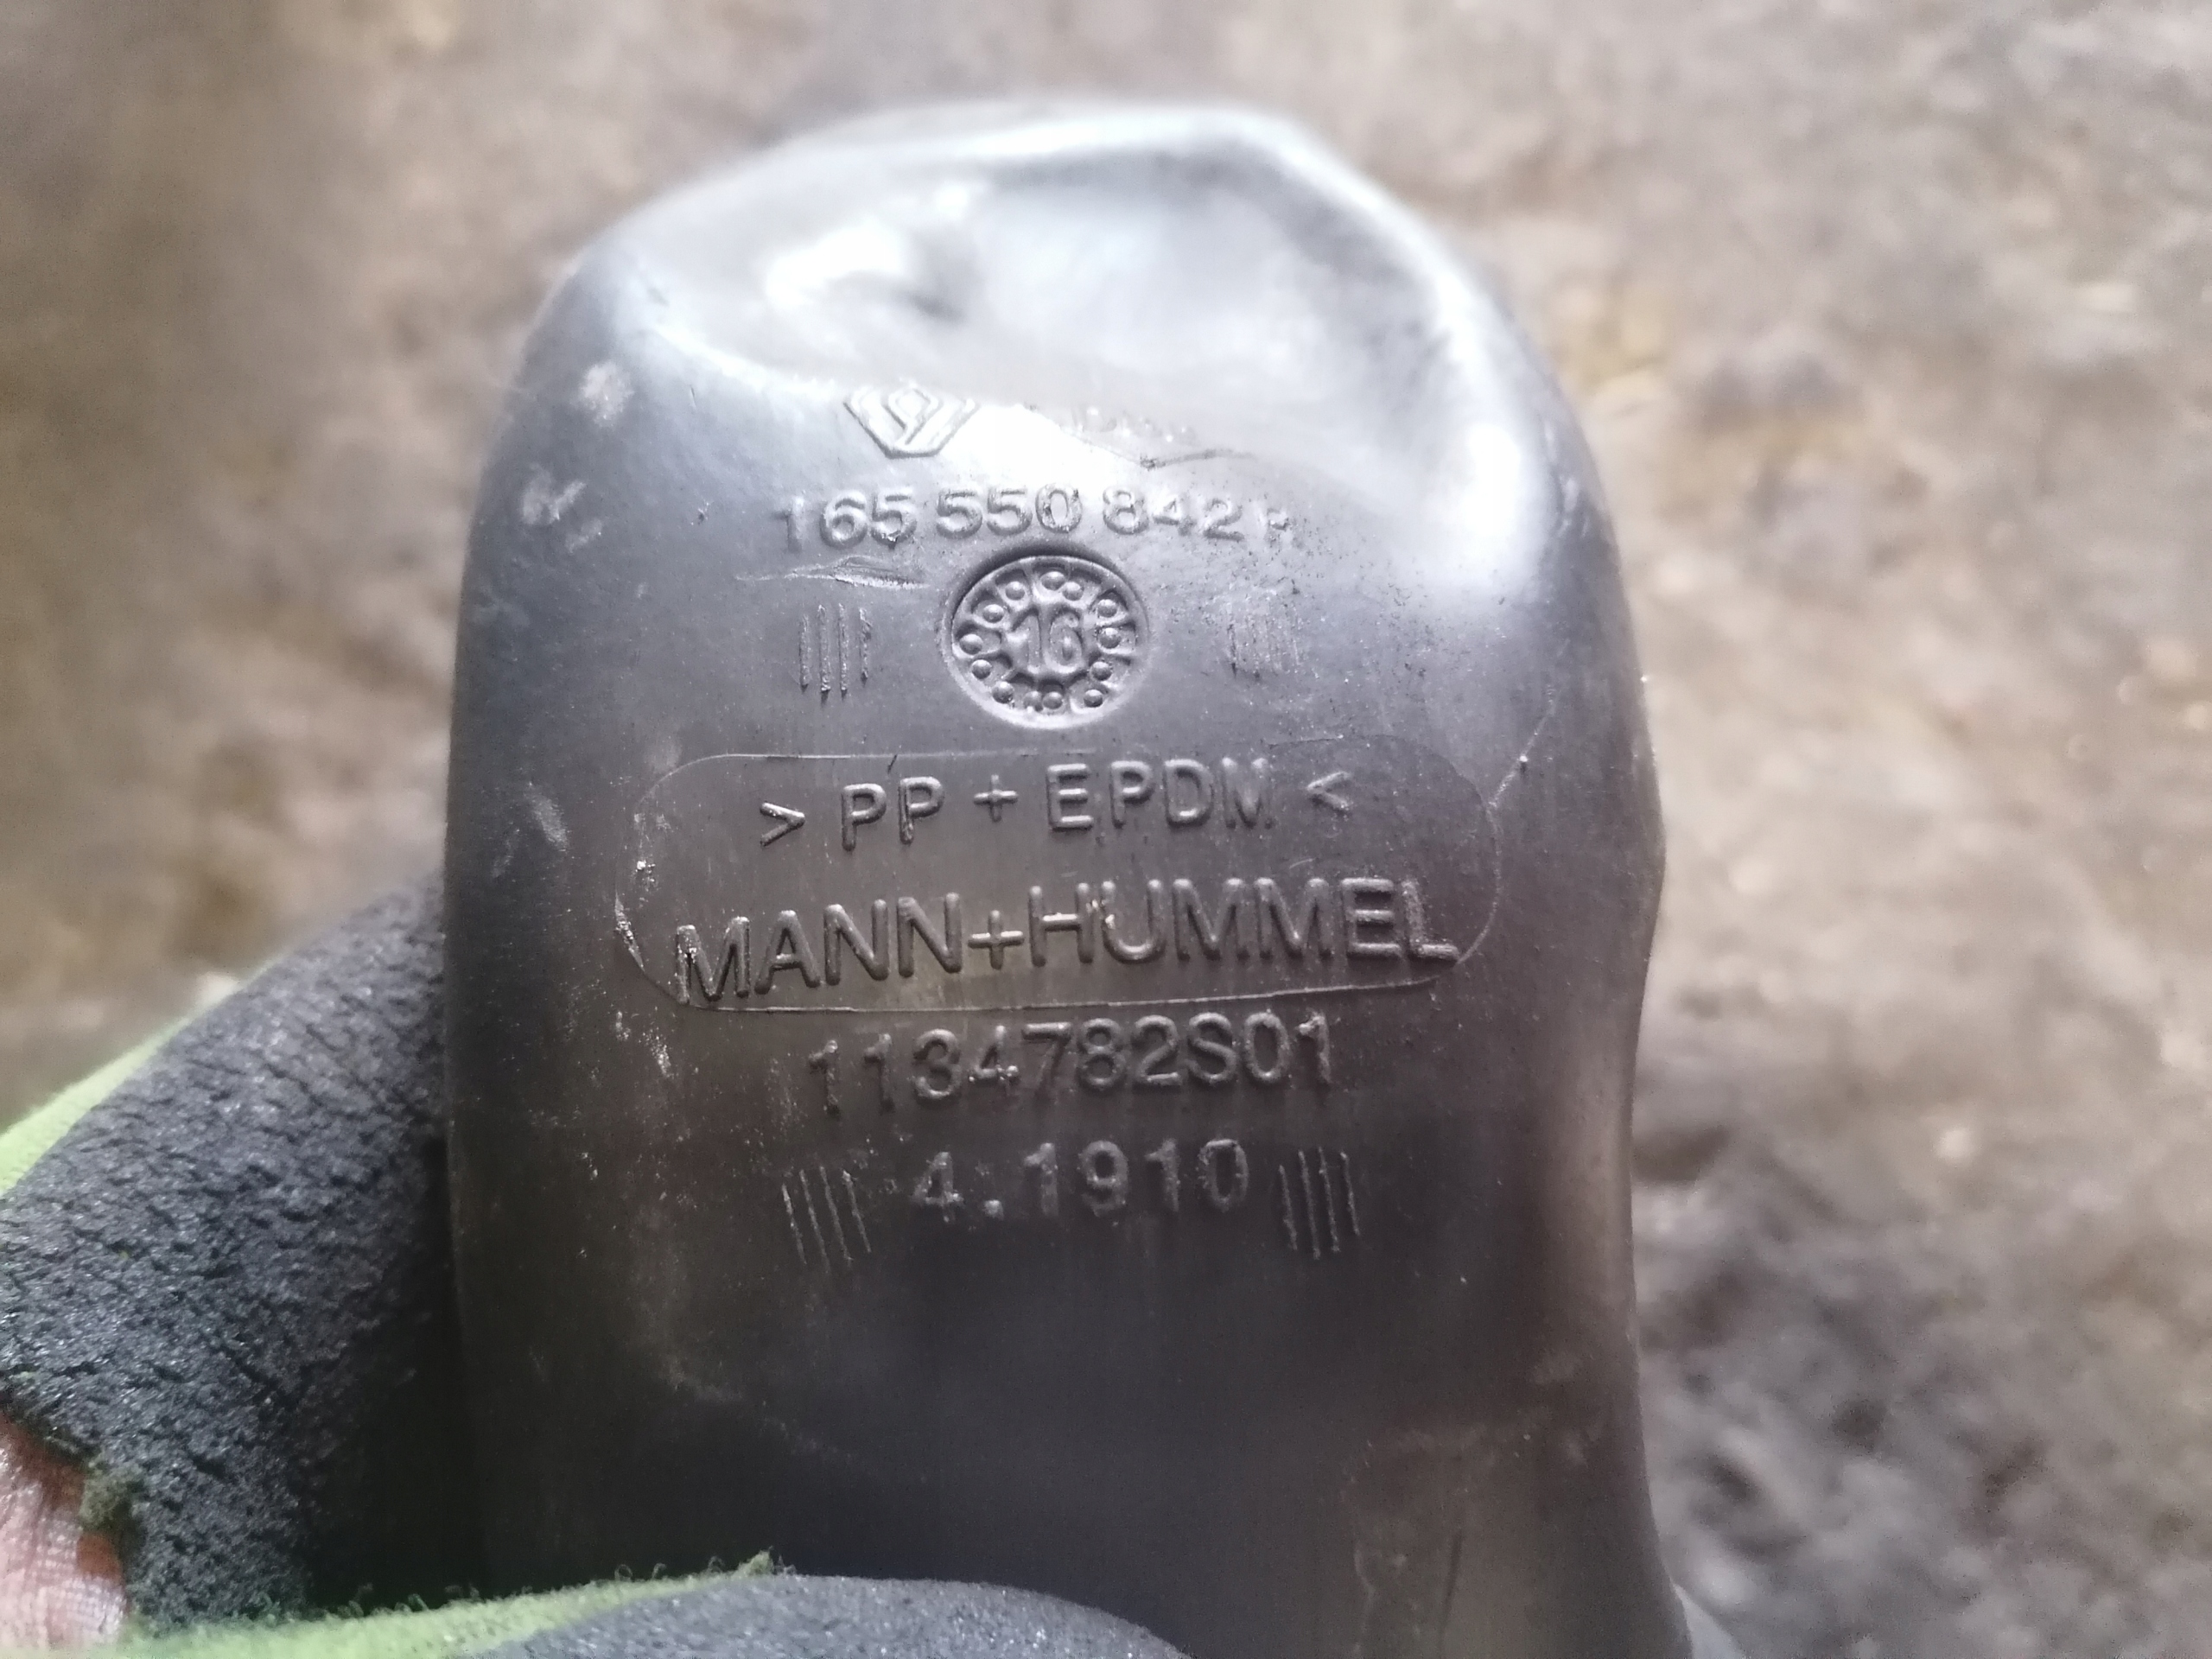 165 550 842 R
16
> PP + EPDM <
MANN+HUMMEL
1134782S01
4.1910